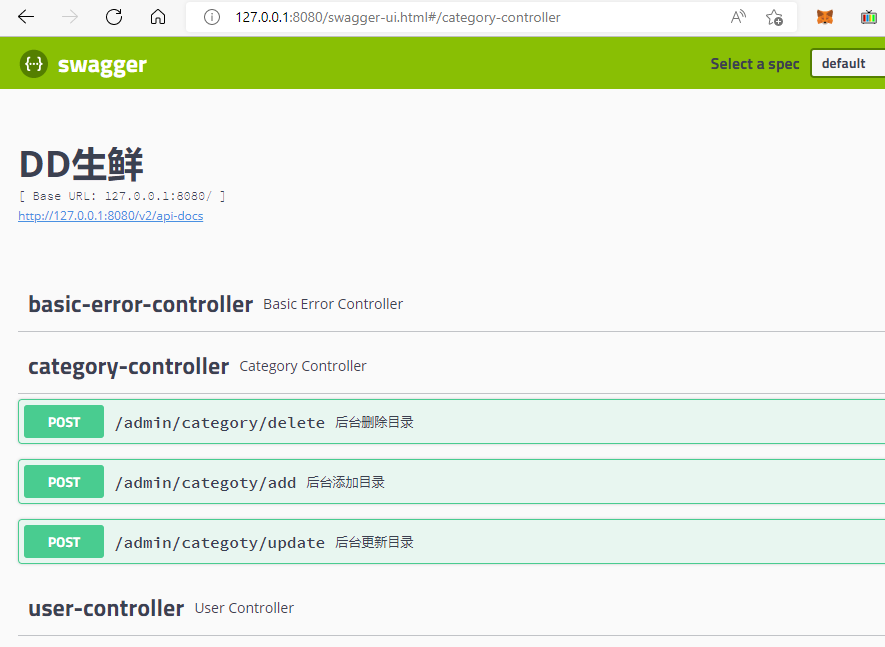 127.0.0.1:8080/swagger-ui.html#/category-controller
swagger
Select a spec
default
DD生鲜
[ Base URL: 127.0.0.1:8080/ ]
http://127.0.0.1:8080/v2/api-docs
basic-error-controller Basic Error Controller
category-controller Category Controller
POST /admin/category/delete 后台删除目录
POST /admin/categoty/add 后台添加目录
POST /admin/categoty/update 后台更新目录
user-controller User Controller